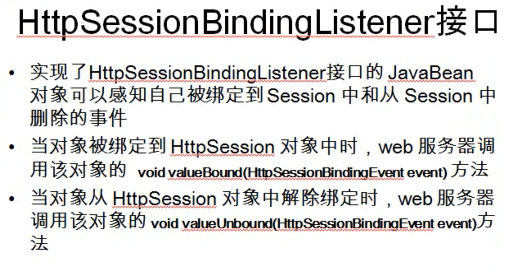 HttpSessionBindingListener接口
• 实现了HttpSessionBindingListener接口的 JavaBean
对象可以感知自己被绑定到 Session 中和从 Session 中
删除的事件
• 当对象被绑定到 HttpSession 对象中时，web 服务器调
用该对象的 void valueBound(HttpSessionBindingEvent event) 方法
• 当对象从 HttpSession 对象中解除绑定时，web 服务器
调用该对象的 void valueUnbound(HttpSessionBindingEvent event)方
法